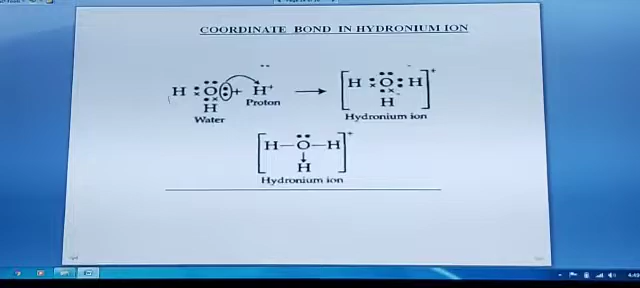 COORDINATE BOND IN HYDRONIUM ION
H : O : + H+ → [H : O : H]+
H
H
Proton
Water
Hydronium ion
[H—O—H]+
↓
H
Hydronium ion